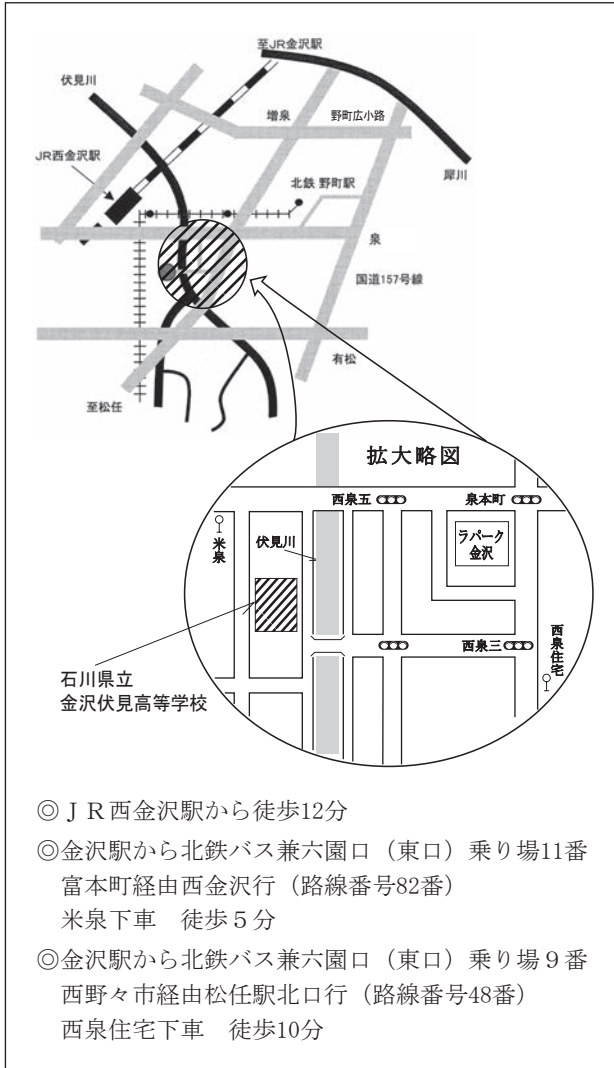 至JR金沢駅
伏見川
増泉
野町広小路
JR西金沢駅
犀川
北鉄 野町駅
泉
国道157号線
有松
至松任
拡大略図
西泉五
泉本町
米泉
伏見川
ラパーク
金沢
西泉三
西泉住宅
石川県立
金沢伏見高等学校
◎ＪＲ西金沢駅から徒歩12分
◎金沢駅から北鉄バス兼六園口（東口）乗り場11番
富本町経由西金沢行（路線番号82番）
米泉下車　徒歩５分
◎金沢駅から北鉄バス兼六園口（東口）乗り場９番
西野々市経由松任駅北口行（路線番号48番）
西泉住宅下車　徒歩10分